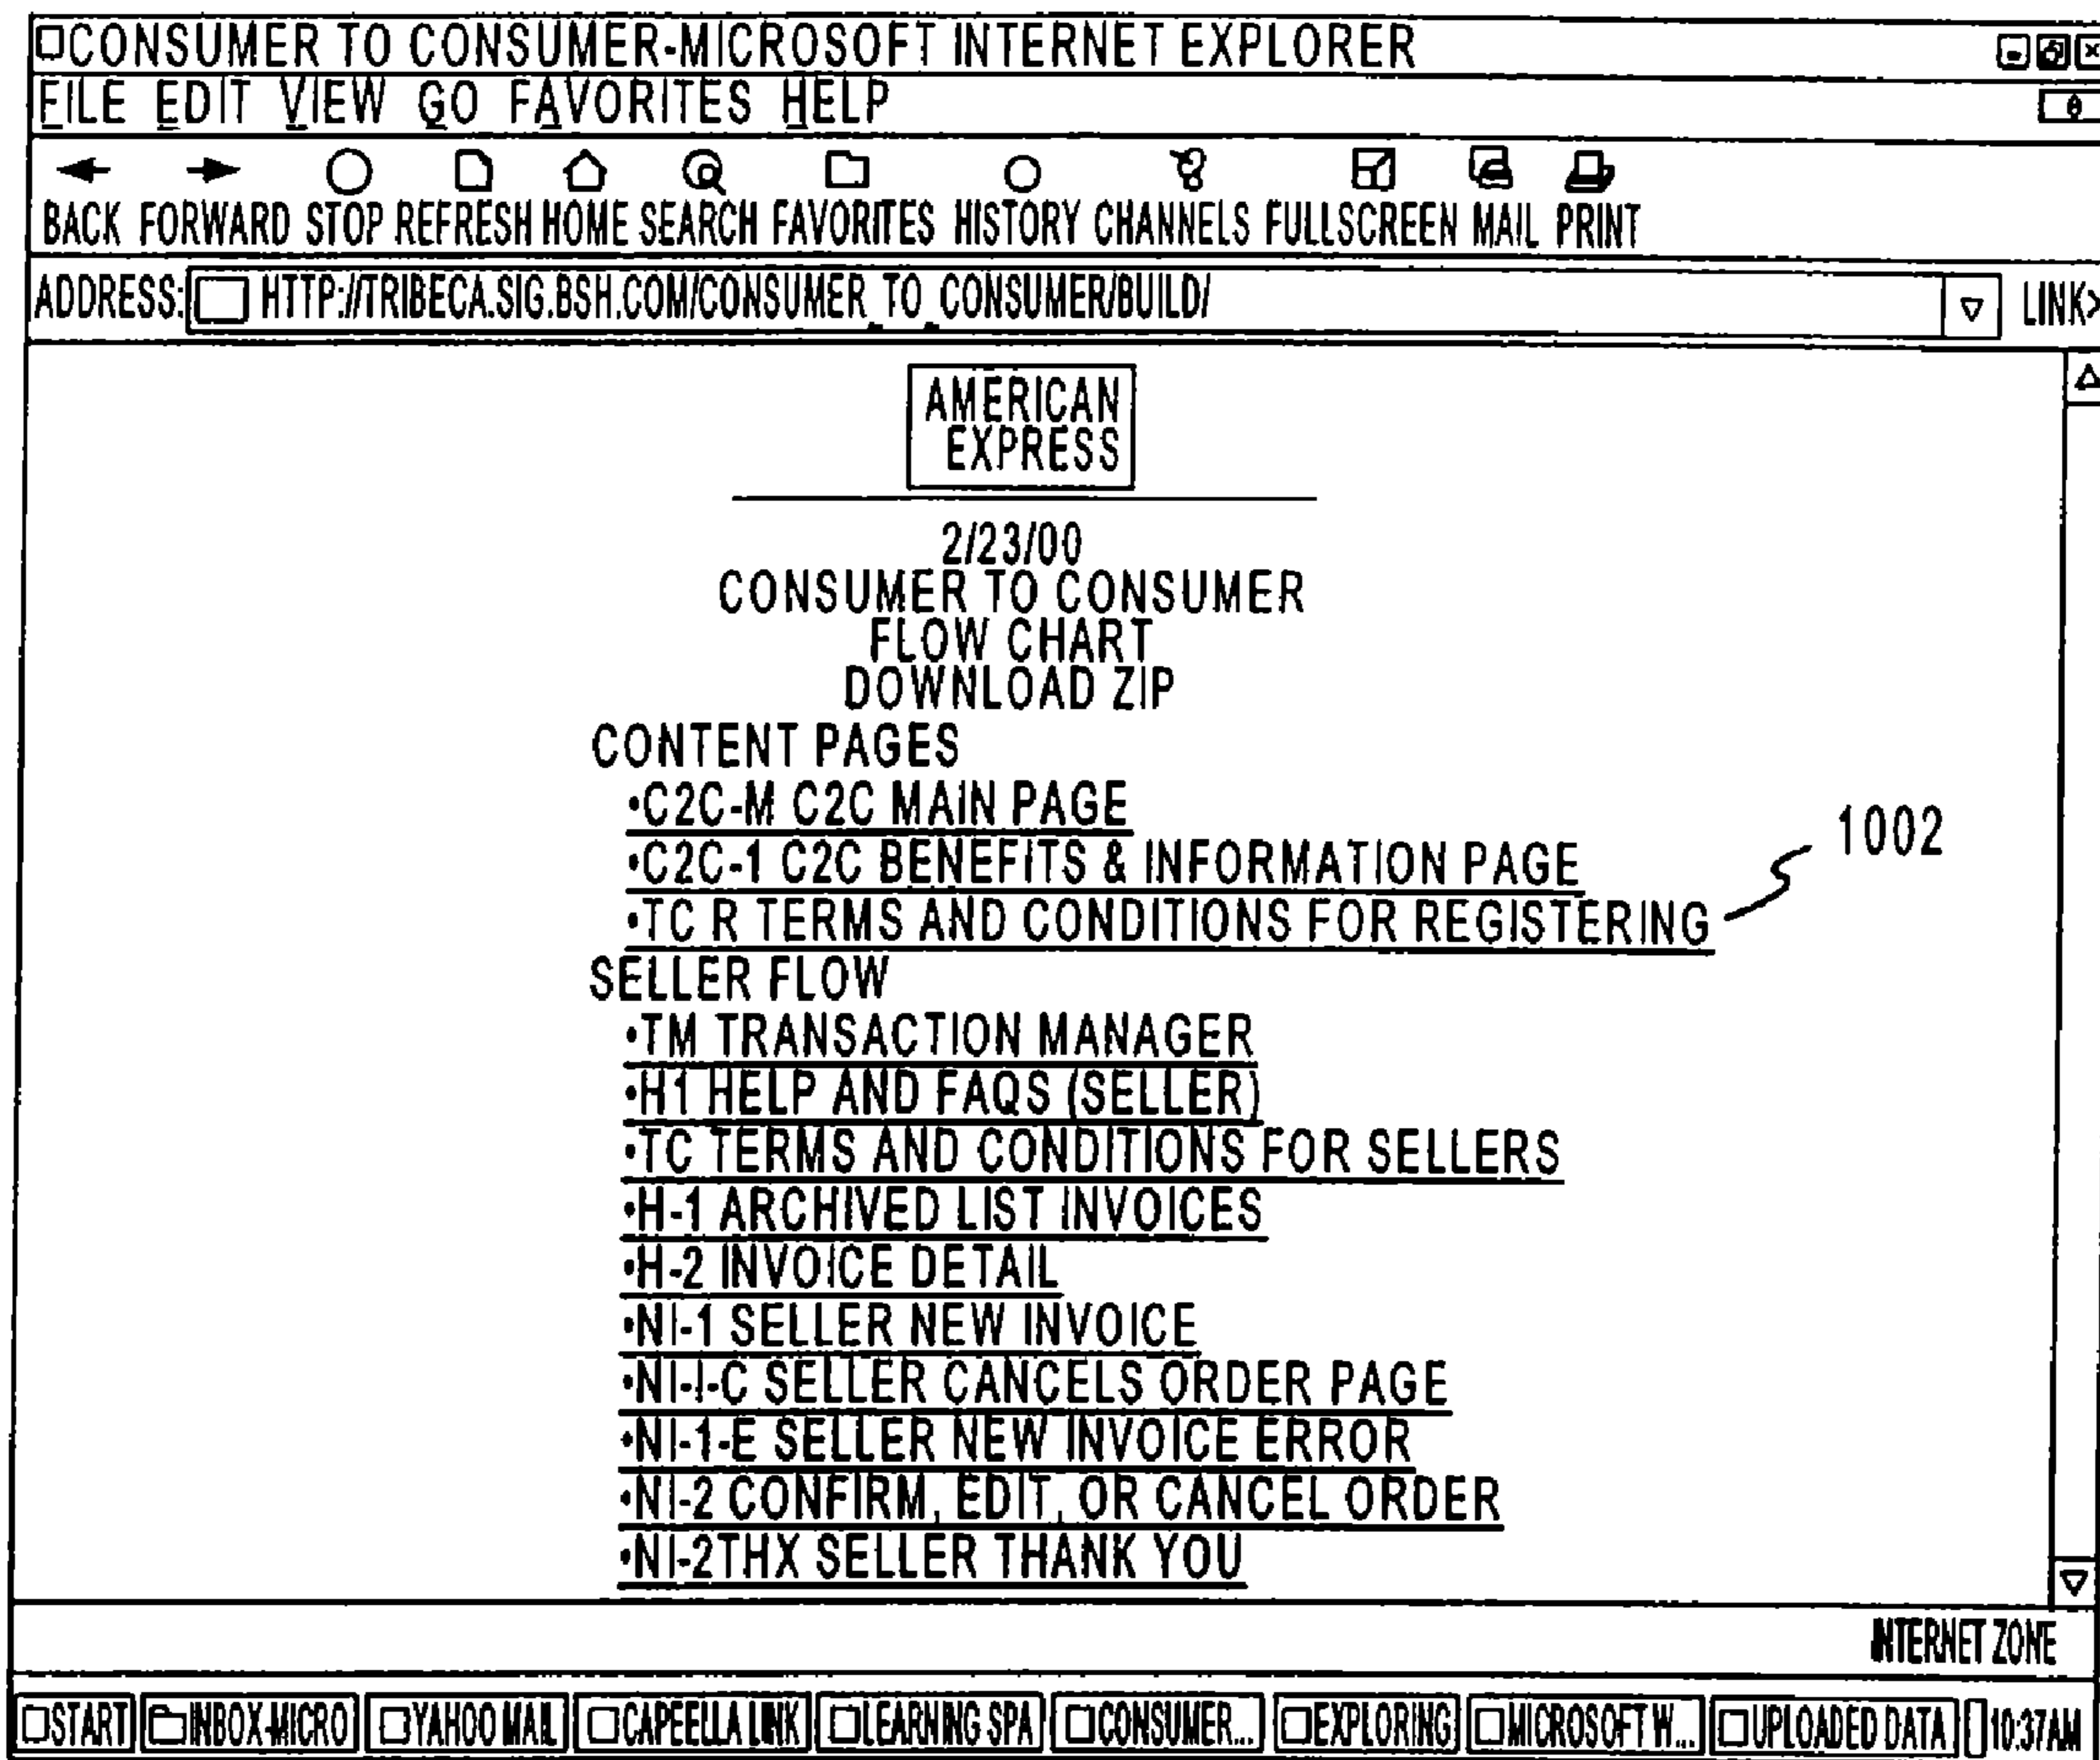 CONSUMER TO CONSUMER-MICROSOFT INTERNET EXPLORER
FILE EDIT VIEW GO FAVORITES HELP
BACK FORWARD STOP REFRESH HOME SEARCH FAVORITES HISTORY CHANNELS FULLSCREEN MAIL PRINT
ADDRESS: HTTP://TRIBECA.SIG.BSH.COM/CONSUMER_TO_CONSUMER/BUILD/ LINK>
AMERICAN
EXPRESS
2/23/00
CONSUMER TO CONSUMER
FLOW CHART
DOWNLOAD ZIP
CONTENT PAGES
•C2C-M C2C MAIN PAGE
•C2C-1 C2C BENEFITS & INFORMATION PAGE
1002
•TC R TERMS AND CONDITIONS FOR REGISTERING
SELLER FLOW
•TM TRANSACTION MANAGER
•H1 HELP AND FAQS (SELLER)
•TC TERMS AND CONDITIONS FOR SELLERS
•H-1 ARCHIVED LIST INVOICES
•H-2 INVOICE DETAIL
•NI-1 SELLER NEW INVOICE
•NI-I-C SELLER CANCELS ORDER PAGE
•NI-1-E SELLER NEW INVOICE ERROR
•NI-2 CONFIRM, EDIT, OR CANCEL ORDER
•NI-2THX SELLER THANK YOU
INTERNET ZONE
START INBOX-MICRO YAHOO MAIL CAPEELLA LINK LEARNING SPA CONSUMER... EXPLORING MICROSOFT W... UPLOADED DATA 10:37AM